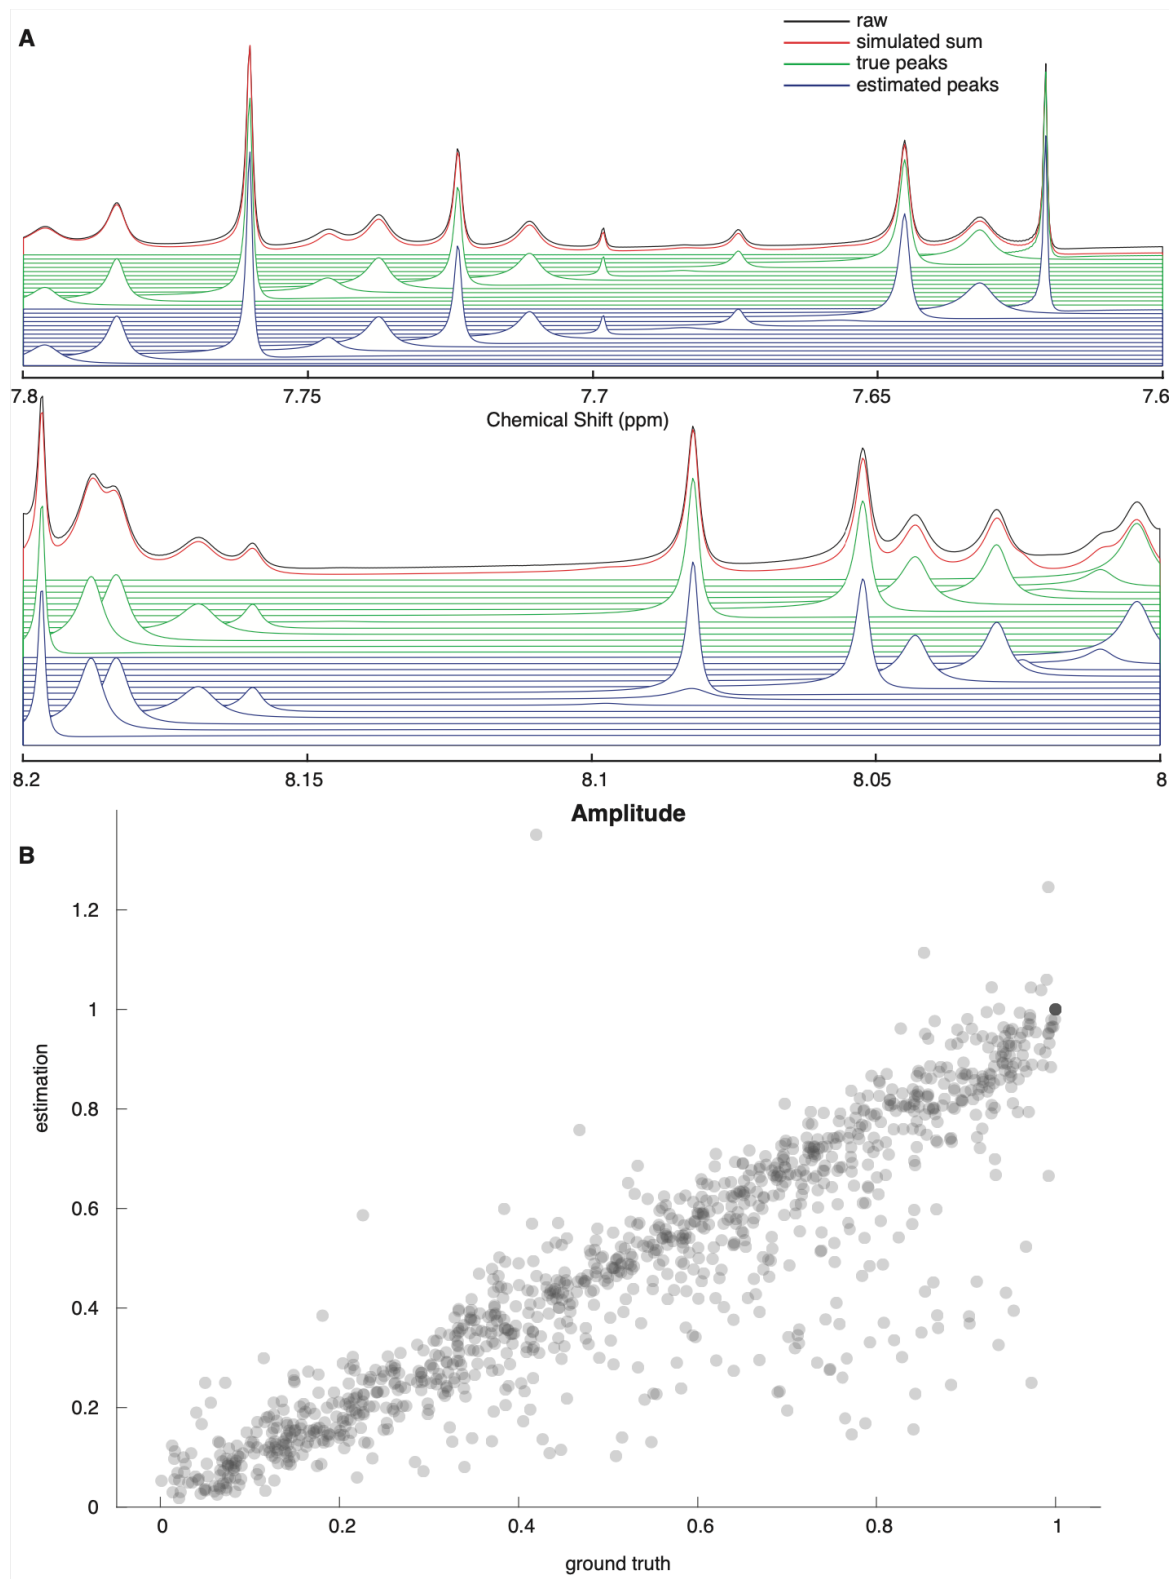 A
raw
simulated sum
true peaks
estimated peaks
7.8 7.75 7.7 7.65 7.6
Chemical Shift (ppm)
8.2 8.15 8.1 8.05 8
Amplitude
B
1.2
1
0.8
0.6
0.4
0.2
0
estimation
0 0.2 0.4 0.6 0.8 1
ground truth